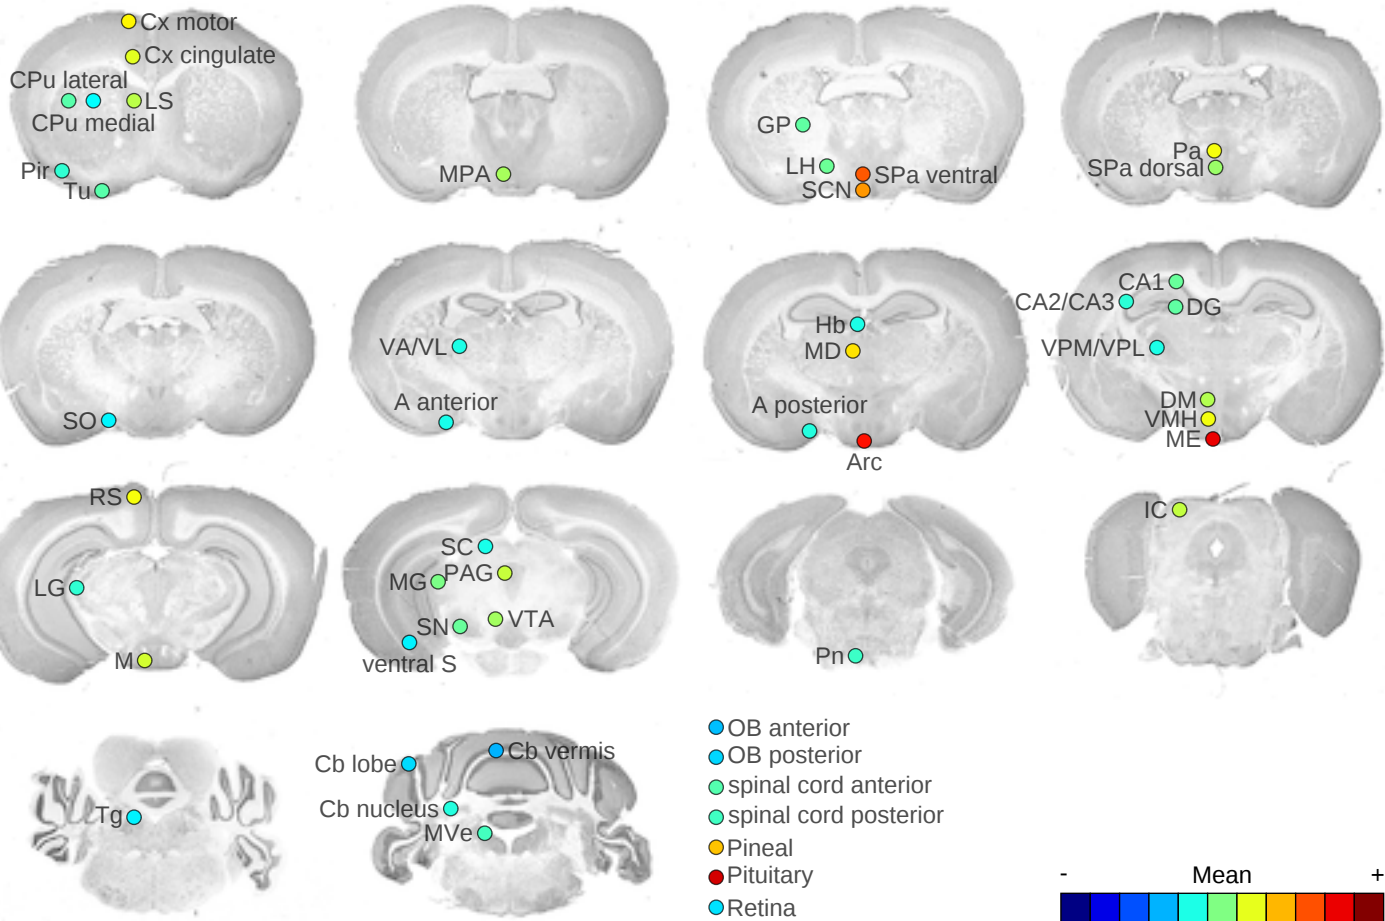 Cx motor
Cx cingulate
CPu lateral
LS
CPu medial
Pir
Tu
MPA
GP
LH
SPa ventral
SCN
Pa
SPa dorsal
SO
VA/VL
A anterior
Hb
MD
A posterior
Arc
CA1
CA2/CA3
DG
VPM/VPL
DM
VMH
ME
RS
LG
M
SC
MG
PAG
SN
VTA
ventral S
Pn
IC
Tg
Cb lobe
Cb vermis
Cb nucleus
MVe
OB anterior
OB posterior
spinal cord anterior
spinal cord posterior
Pineal
Pituitary
Retina
- Mean +